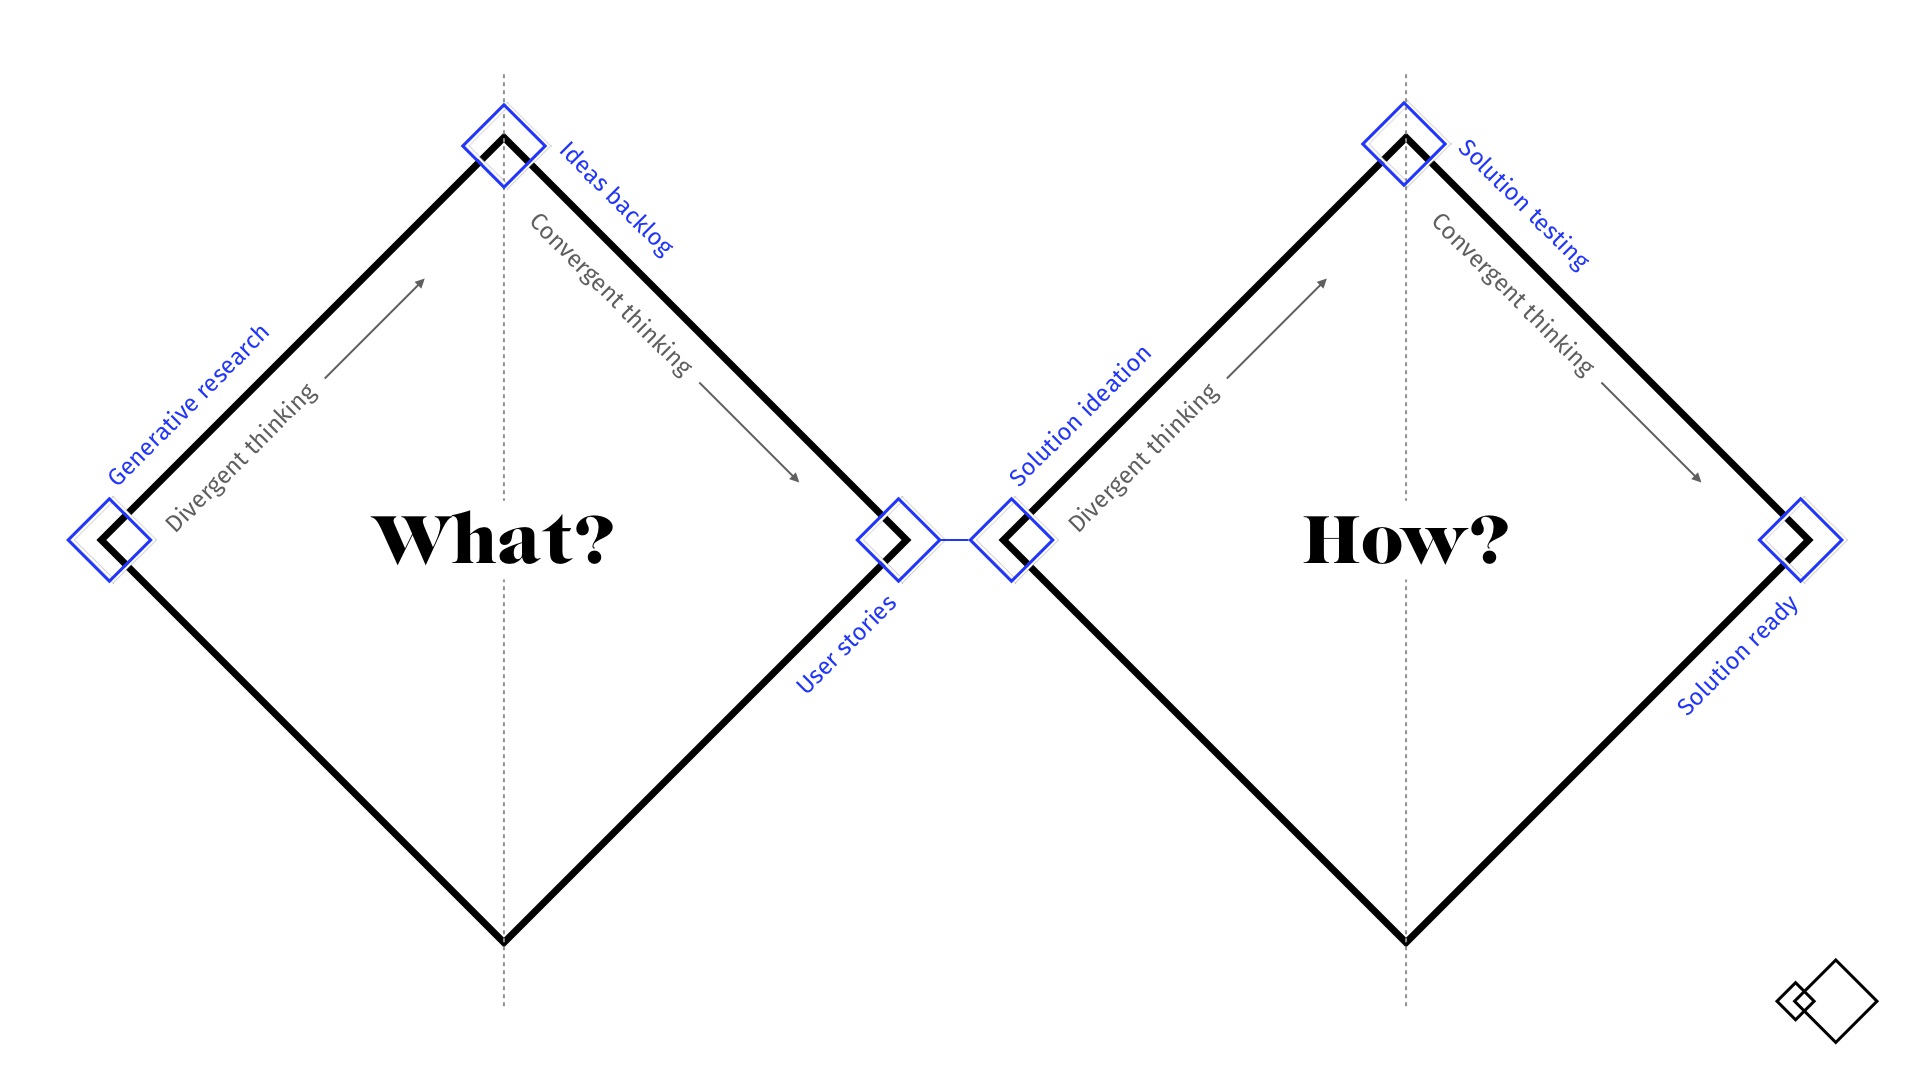 Generative research
Divergent thinking
Ideas backlog
Convergent thinking
What?
User stories
Solution ideation
Divergent thinking
Solution testing
Convergent thinking
How?
Solution ready